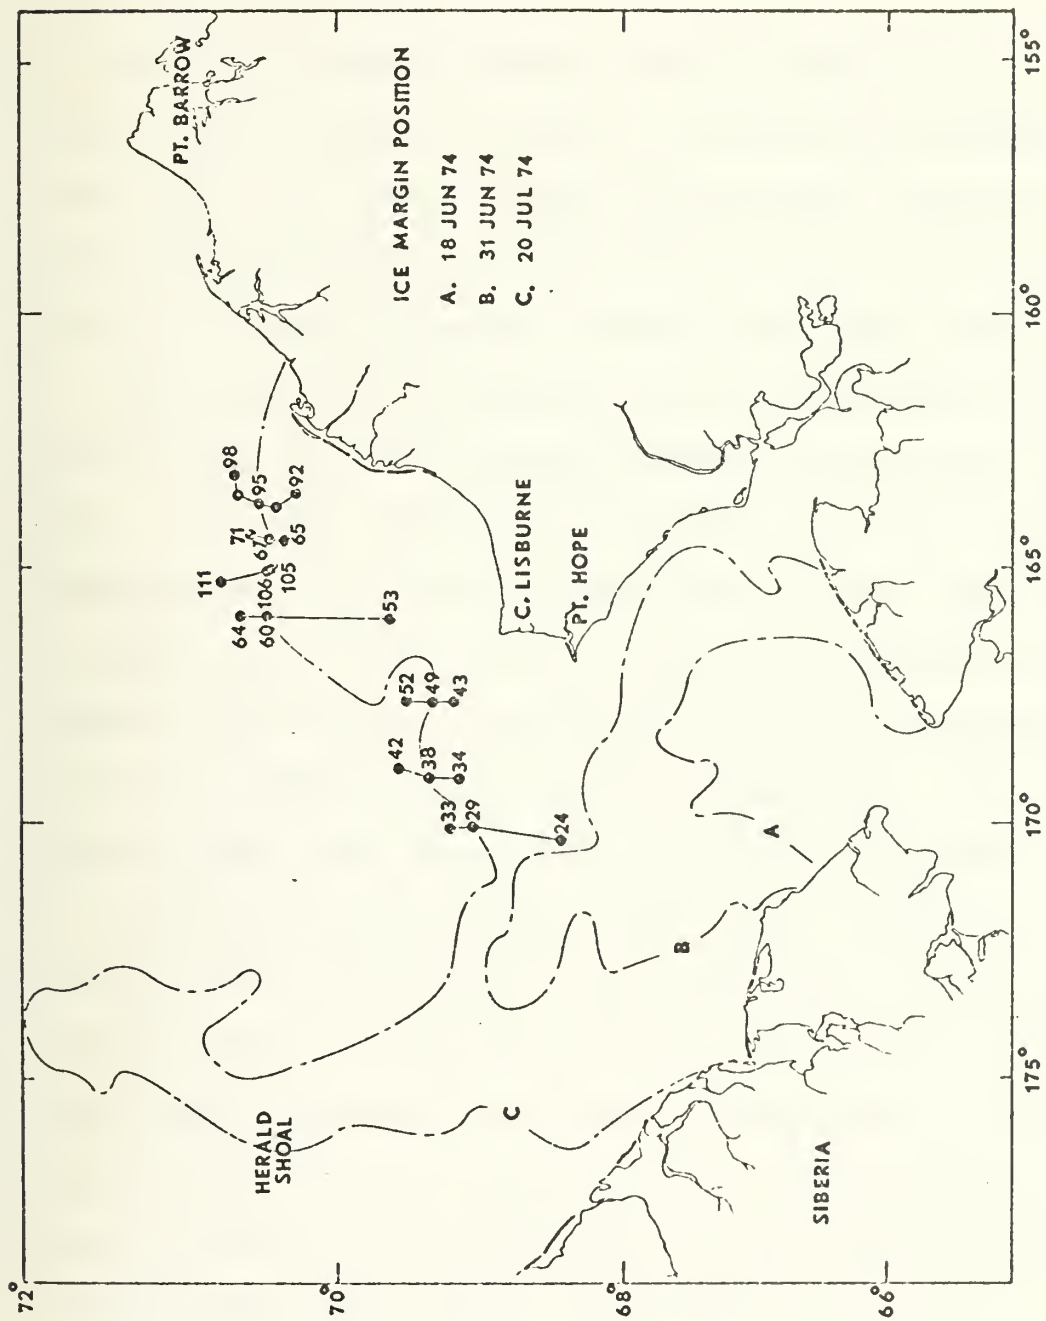 72°
PT. BARROW
111
98
64
71
95
HERALD
SHOAL
60
106
67
105
65
92
70°
53
42
52
ICE MARGIN POSITION
38
49
33
34
43
29
A. 18 JUN 74
B. 31 JUN 74
C. 20 JUL 74
C
C. LISBURNE
24
PT. HOPE
68°
B
A
SIBERIA
66°
175°
170°
165°
160°
155°